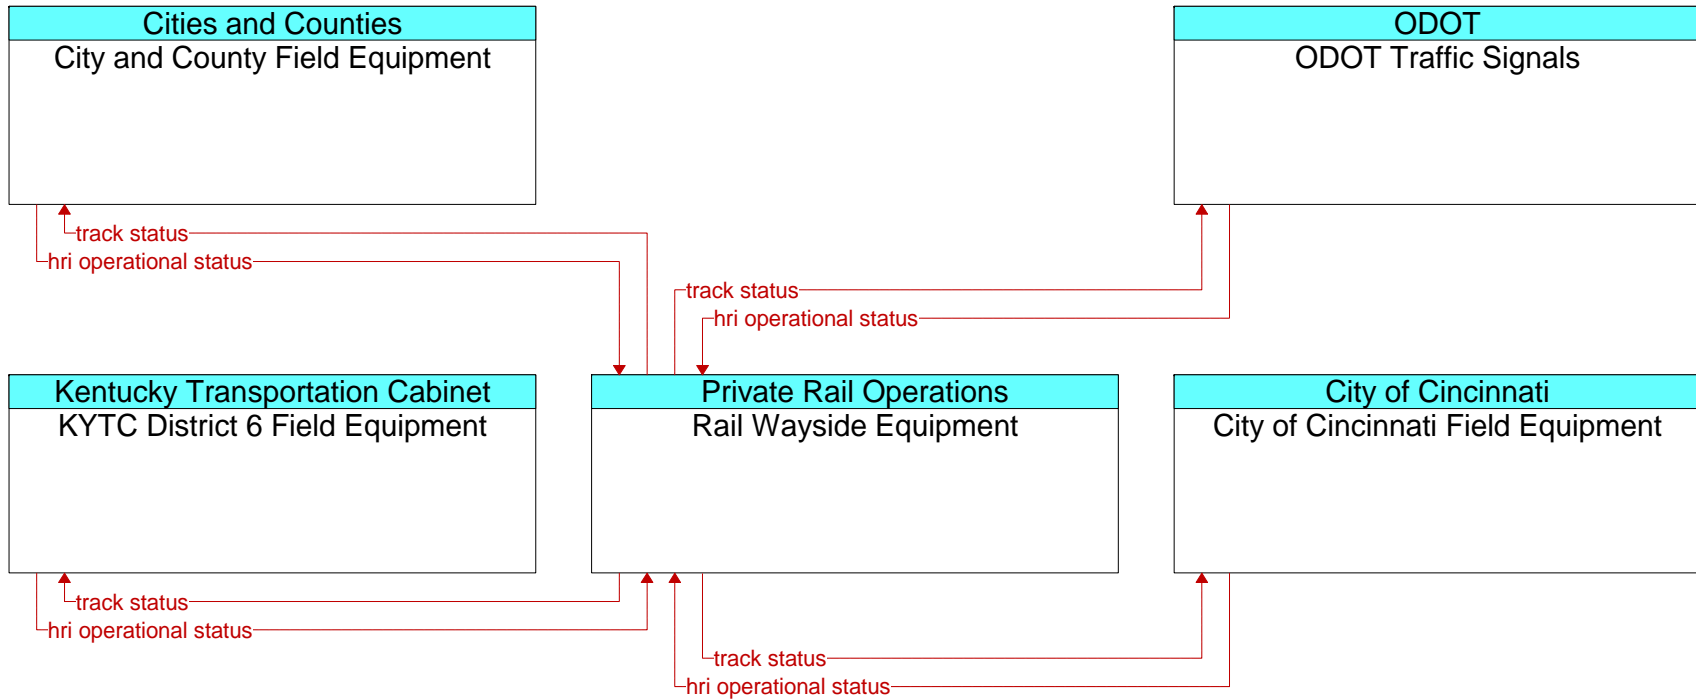 Cities and Counties
City and County Field Equipment
ODOT
ODOT Traffic Signals
track status
hri operational status
track status
hri operational status
Kentucky Transportation Cabinet
KYTC District 6 Field Equipment
Private Rail Operations
Rail Wayside Equipment
City of Cincinnati
City of Cincinnati Field Equipment
track status
hri operational status
track status
hri operational status